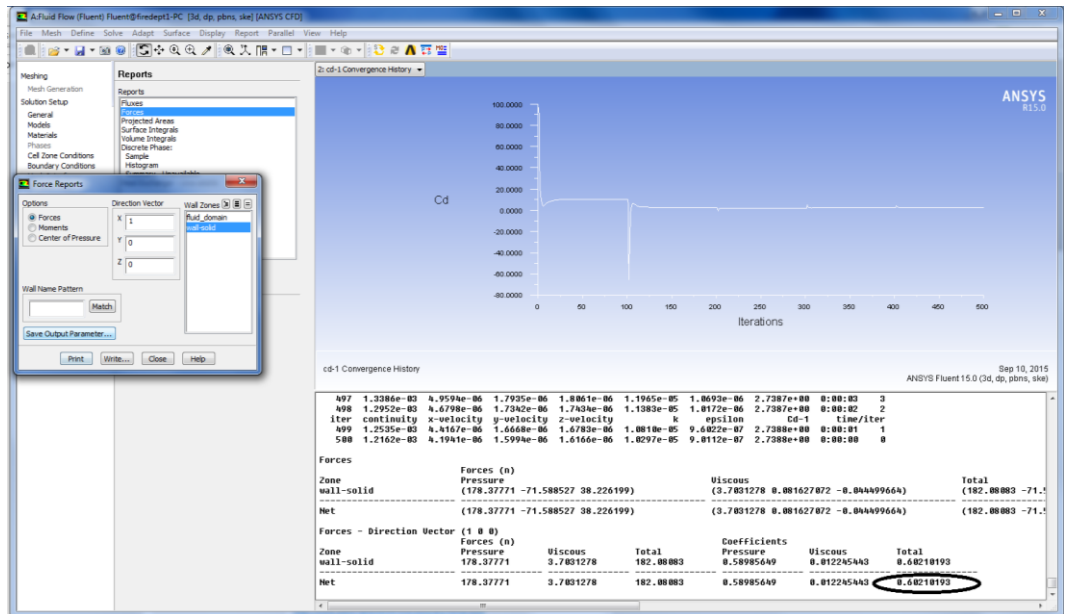 A:Fluid Flow (Fluent) Fluent@firedept1-PC [3d, dp, pbns, ske] [ANSYS CFD]
File Mesh Define Solve Adapt Surface Display Report Parallel View Help
Meshing
Mesh Generation
Solution Setup
General
Models
Materials
Phases
Cell Zone Conditions
Boundary Conditions
Reports
Reports
Fluxes
Forces
Projected Areas
Surface Integrals
Volume Integrals
Discrete Phase:
Sample
Histogram
Force Reports
Options
Forces
Moments
Center of Pressure
Direction Vector
X 1
Y 0
Z 0
Wall Zones
fluid_domain
wall-solid
Wall Name Pattern
Match
Save Output Parameter...
Print Write... Close Help
2: cd-1 Convergence History
ANSYS
R15.0
Cd
100.0000
80.0000
60.0000
40.0000
20.0000
0.0000
-20.0000
-40.0000
-60.0000
-80.0000
0 50 100 150 200 250 300 350 400 450 500
Iterations
cd-1 Convergence History
Sep 10, 2015
ANSYS Fluent 15.0 (3d, dp, pbns, ske)
497 1.3386e-03 4.9594e-06 1.7935e-06 1.8061e-06 1.1965e-05 1.0693e-06 2.7387e+00 0:00:03 3
498 1.2952e-03 4.6798e-06 1.7342e-06 1.7434e-06 1.1383e-05 1.0172e-06 2.7387e+00 0:00:02 2
iter continuity x-velocity y-velocity z-velocity k epsilon Cd-1 time/iter
499 1.2535e-03 4.4167e-06 1.6668e-06 1.6783e-06 1.0810e-05 9.6022e-07 2.7388e+00 0:00:01 1
500 1.2162e-03 4.1941e-06 1.5994e-06 1.6166e-06 1.0297e-05 9.0112e-07 2.7388e+00 0:00:00 0
Forces
Forces (n)
Zone Pressure Viscous Total
wall-solid (178.37771 -71.588527 38.226199) (3.7031278 0.081627072 -0.044499664) (182.08083
Net (178.37771 -71.588527 38.226199) (3.7031278 0.081627072 -0.044499664) (182.08083
Forces - Direction Vector (1 0 0)
Forces (n) Coefficients
Zone Pressure Viscous Total Pressure Viscous Total
wall-solid 178.37771 3.7031278 182.08083 0.58985649 0.012245443 0.60210193
Net 178.37771 3.7031278 182.08083 0.58985649 0.012245443 0.60210193